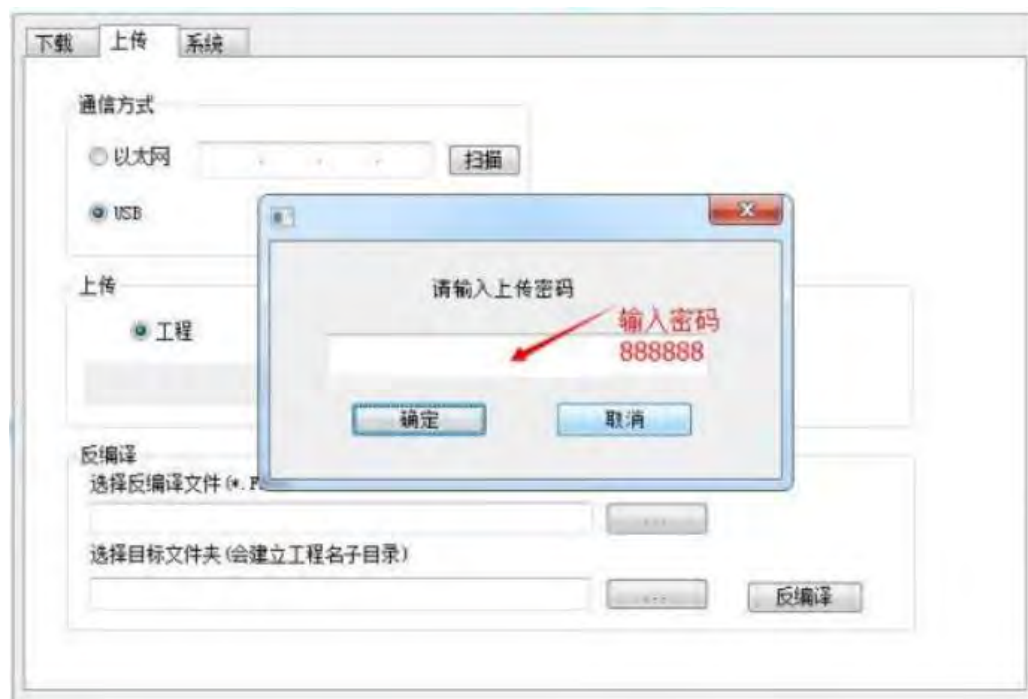 下载 上传 系统
通信方式
以太网 . . . 扫描
USB
请输入上传密码
上传
输入密码
工程
888888
确定 取消
反编译
选择反编译文件(*.
...
选择目标文件夹(会建立工程名子目录)
... 反编译